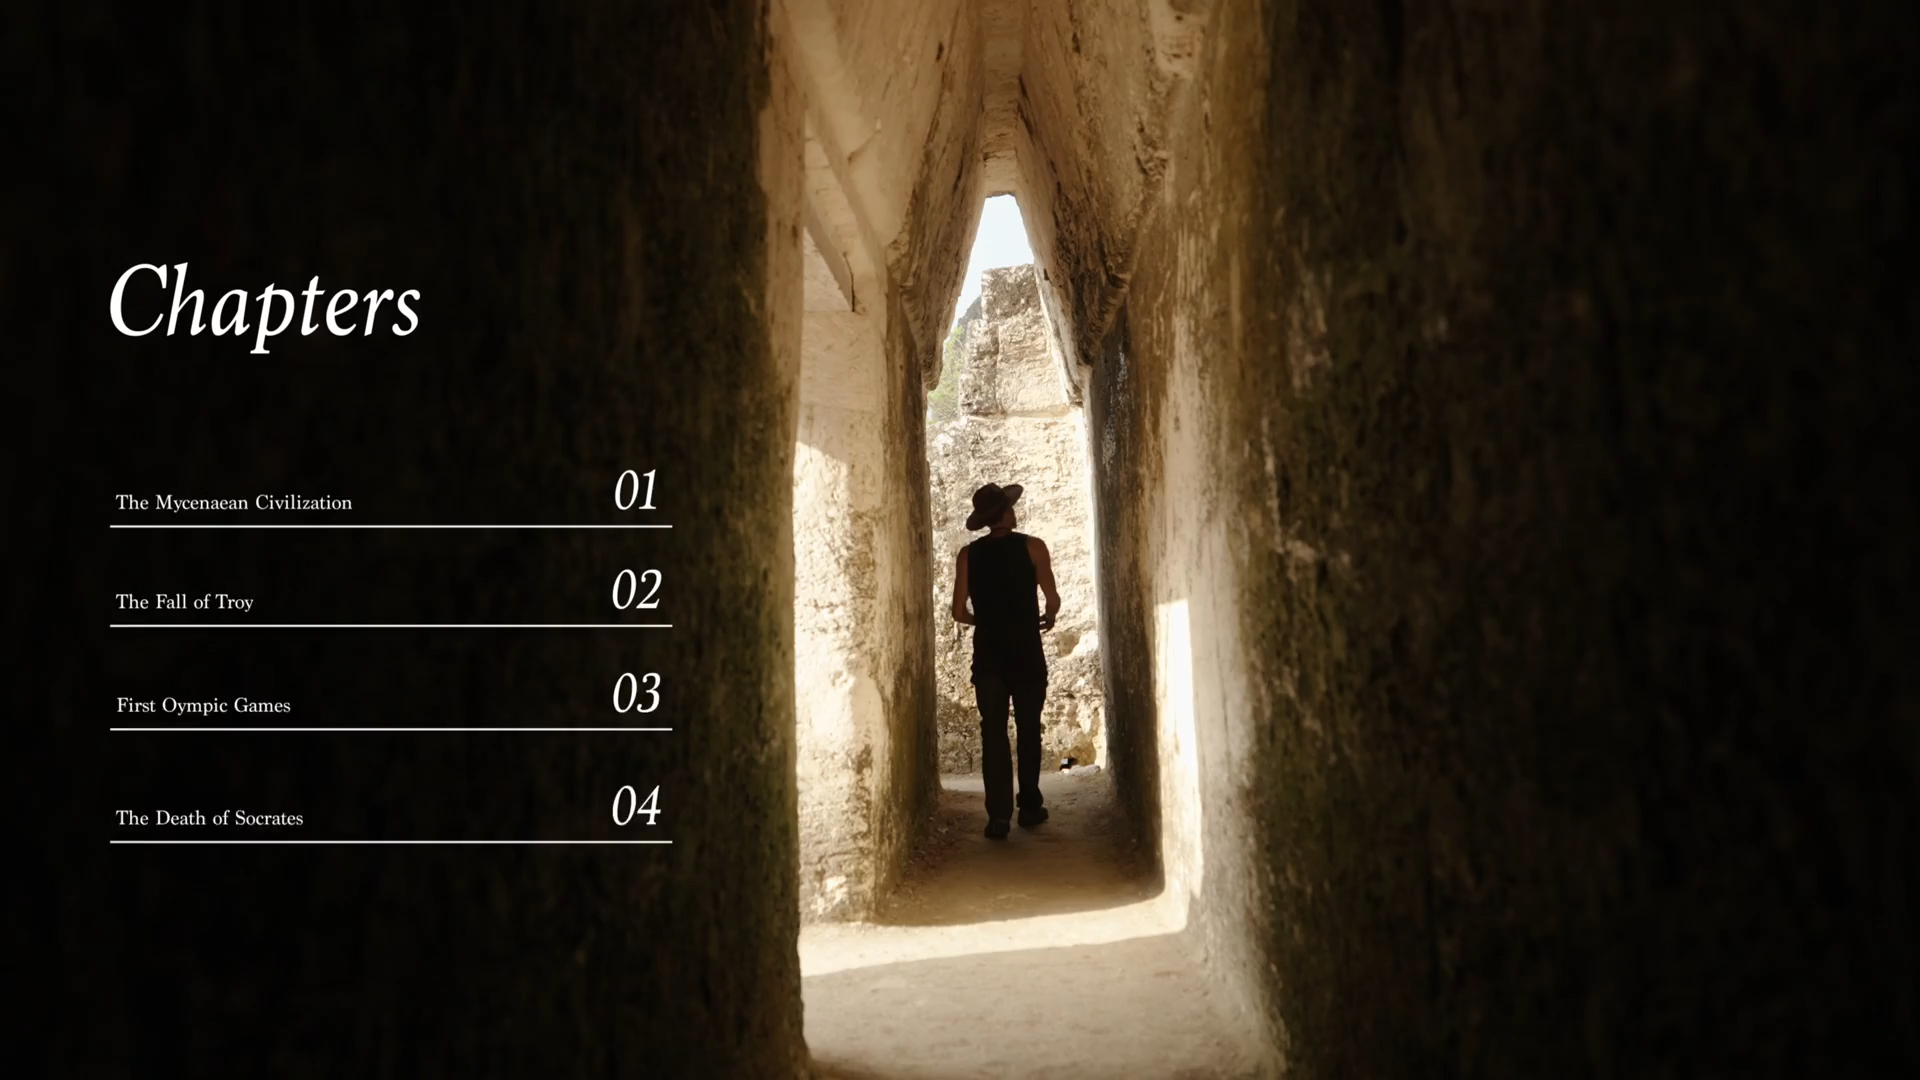 Chapters
The Mycenaean Civilization 01
The Fall of Troy 02
First Oympic Games 03
The Death of Socrates 04